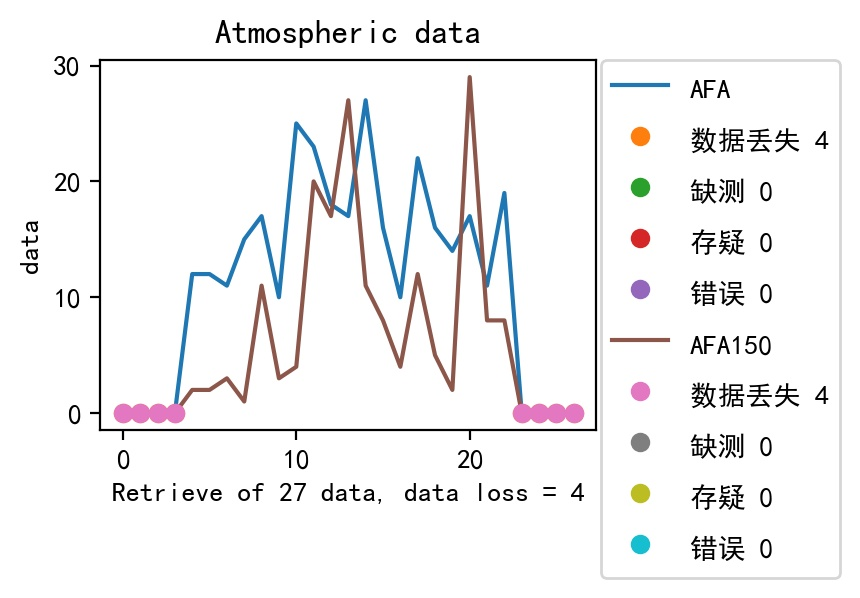 Atmospheric data
30
20
10
0
data
0 10 20
Retrieve of 27 data, data loss = 4
AFA
数据丢失 4
缺测 0
存疑 0
错误 0
AFA150
数据丢失 4
缺测 0
存疑 0
错误 0